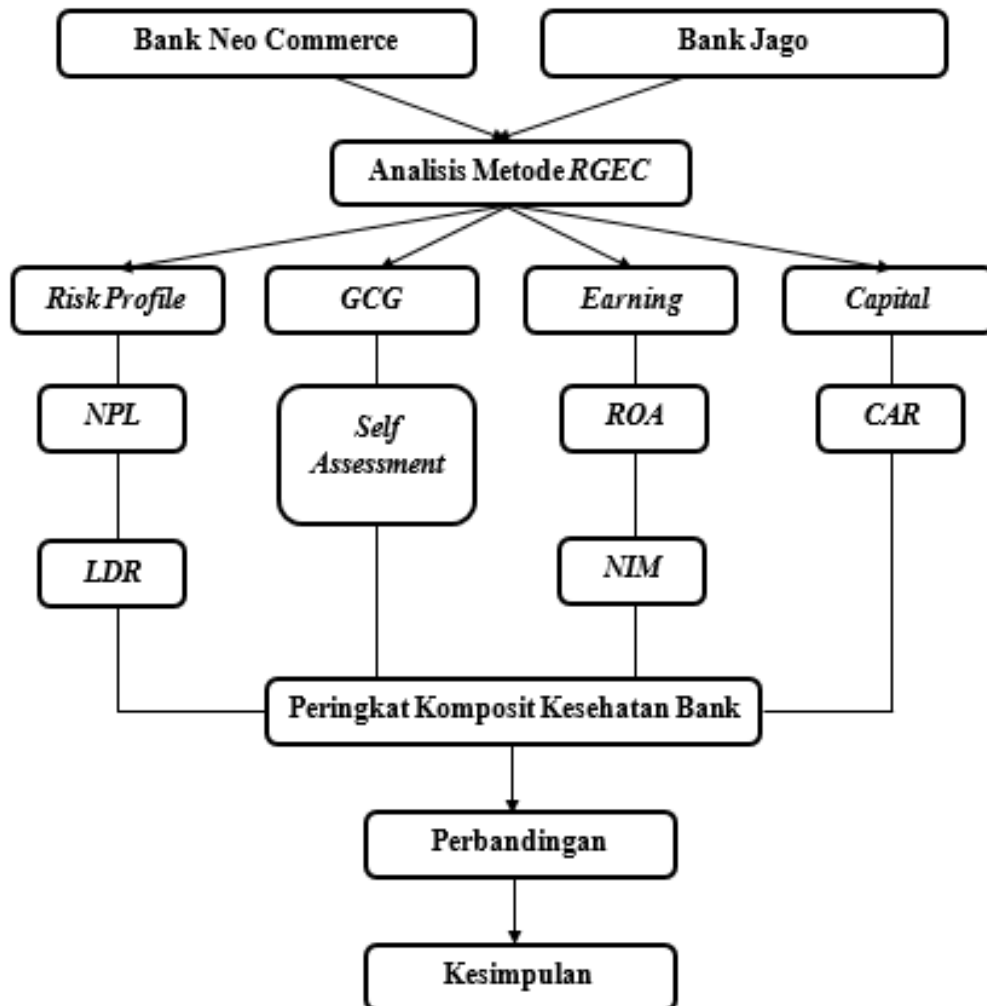 Bank Neo Commerce
Bank Jago
Analisis Metode RGEC
Risk Profile
GCG
Earning
Capital
NPL
Self
Assessment
ROA
CAR
LDR
NIM
Peringkat Komposit Kesehatan Bank
Perbandingan
Kesimpulan